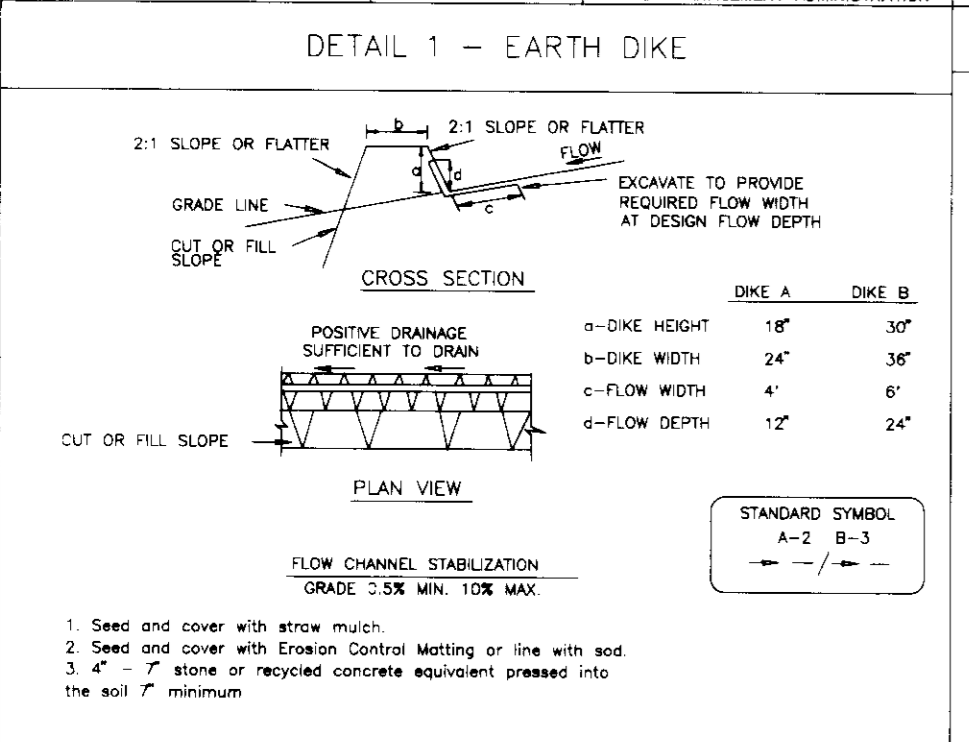 DETAIL 1 - EARTH DIKE
b
2:1 SLOPE OR FLATTER
2:1 SLOPE OR FLATTER
FLOW
a
d
c
EXCAVATE TO PROVIDE
REQUIRED FLOW WIDTH
AT DESIGN FLOW DEPTH
GRADE LINE
CUT OR FILL
SLOPE
CROSS SECTION
DIKE A DIKE B
a-DIKE HEIGHT 18" 30"
b-DIKE WIDTH 24" 36"
c-FLOW WIDTH 4' 6'
d-FLOW DEPTH 12" 24"
POSITIVE DRAINAGE
SUFFICIENT TO DRAIN
CUT OR FILL SLOPE
PLAN VIEW
STANDARD SYMBOL
A-2 B-3
FLOW CHANNEL STABILIZATION
GRADE 0.5% MIN. 10% MAX.
1. Seed and cover with straw mulch.
2. Seed and cover with Erosion Control Matting or line with sod.
3. 4" - 7" stone or recycled concrete equivalent pressed into
the soil 7" minimum